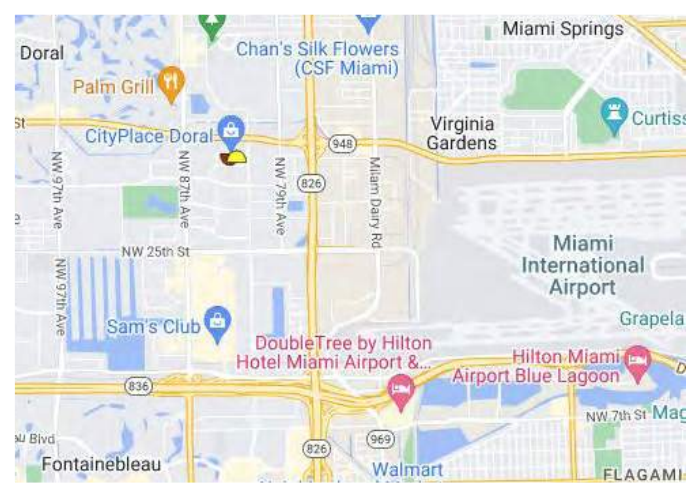 Doral
Chan's Silk Flowers
(CSF Miami)
Miami Springs
Palm Grill
St
CityPlace Doral
948
Virginia
Gardens
Curtiss
NW 97th Ave
NW 87th Ave
NW 79th Ave
826
Milam Dairy Rd
NW 25th St
Miami
International
Airport
NW 97th Ave
Sam's Club
Grapela
DoubleTree by Hilton
Hotel Miami Airport &...
Hilton Miami
Airport Blue Lagoon
D
836
NW 7th St
Mag
au Blvd
826
969
Fontainebleau
Walmart
FLAGAMI